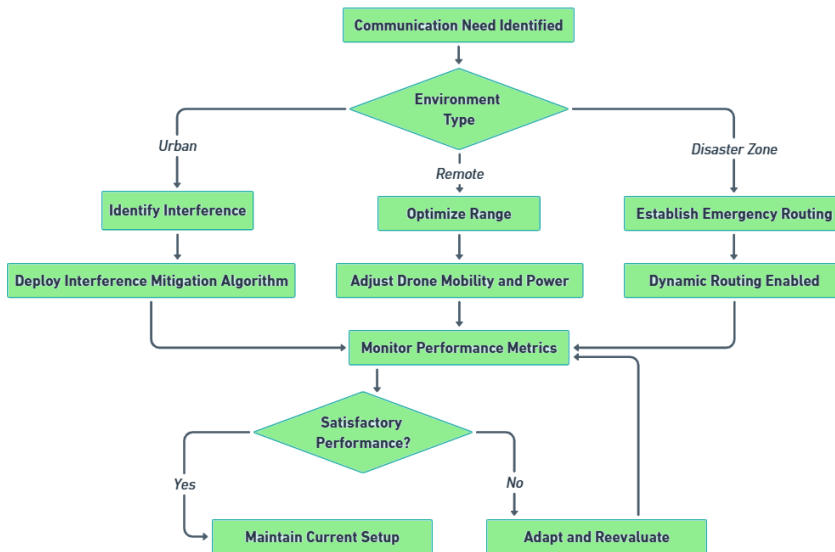 Communication Need Identified
Environment
Type
Urban
Remote
Disaster Zone
Identify Interference
Optimize Range
Establish Emergency Routing
Deploy Interference Mitigation Algorithm
Adjust Drone Mobility and Power
Dynamic Routing Enabled
Monitor Performance Metrics
Satisfactory
Performance?
Yes
No
Maintain Current Setup
Adapt and Reevaluate